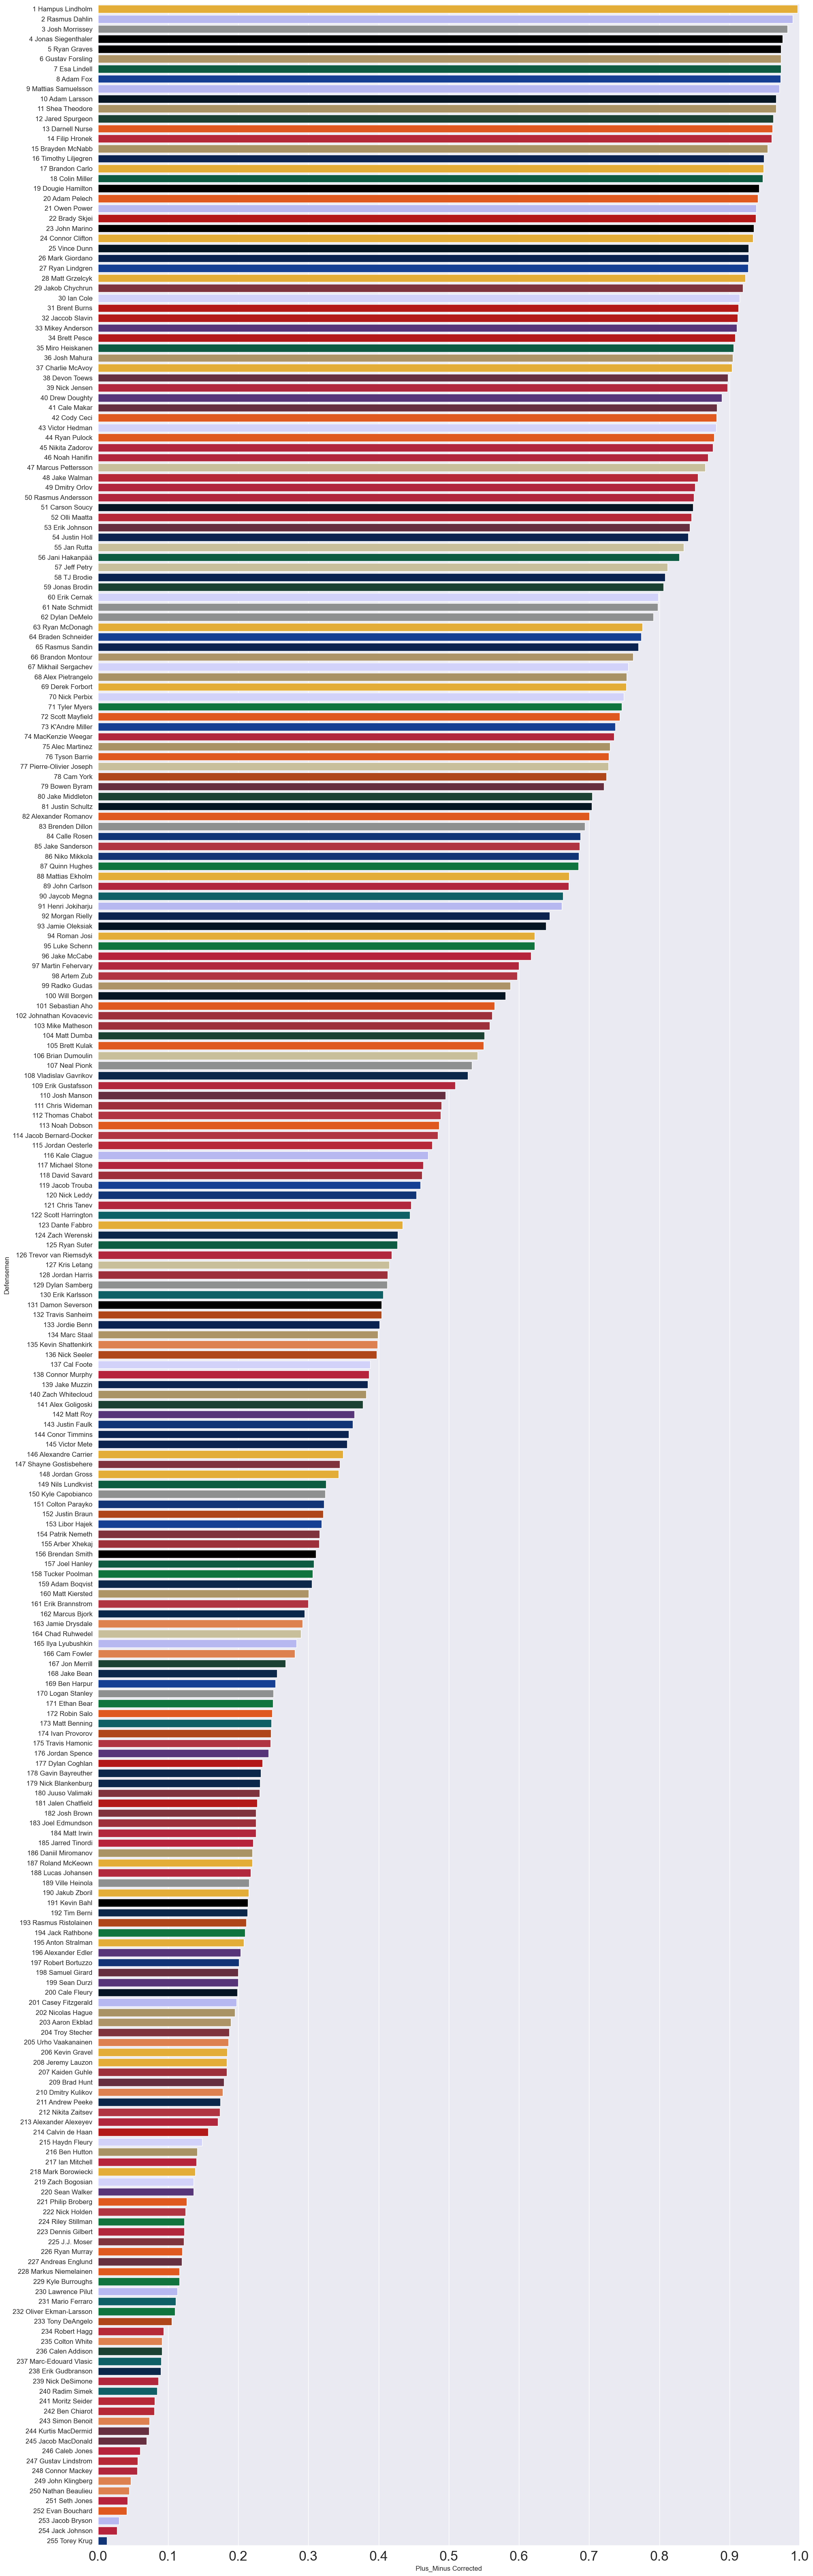 1 Hampus Lindholm
2 Rasmus Dahlin
3 Josh Morrissey
4 Jonas Siegenthaler
5 Ryan Graves
6 Gustav Forsling
7 Esa Lindell
8 Adam Fox
9 Mattias Samuelsson
10 Adam Larsson
11 Shea Theodore
12 Jared Spurgeon
13 Darnell Nurse
14 Filip Hronek
15 Brayden McNabb
16 Timothy Liljegren
17 Brandon Carlo
18 Colin Miller
19 Dougie Hamilton
20 Adam Pelech
21 Owen Power
22 Brady Skjei
23 John Marino
24 Connor Clifton
25 Vince Dunn
26 Mark Giordano
27 Ryan Lindgren
28 Matt Grzelcyk
29 Jakob Chychrun
30 Ian Cole
31 Brent Burns
32 Jaccob Slavin
33 Mikey Anderson
34 Brett Pesce
35 Miro Heiskanen
36 Josh Mahura
37 Charlie McAvoy
38 Devon Toews
39 Nick Jensen
40 Drew Doughty
41 Cale Makar
42 Cody Ceci
43 Victor Hedman
44 Ryan Pulock
45 Nikita Zadorov
46 Noah Hanifin
47 Marcus Pettersson
48 Jake Walman
49 Dmitry Orlov
50 Rasmus Andersson
51 Carson Soucy
52 Olli Maatta
53 Erik Johnson
54 Justin Holl
55 Jan Rutta
56 Jani Hakanpää
57 Jeff Petry
58 TJ Brodie
59 Jonas Brodin
60 Erik Cernak
61 Nate Schmidt
62 Dylan DeMelo
63 Ryan McDonagh
64 Braden Schneider
65 Rasmus Sandin
66 Brandon Montour
67 Mikhail Sergachev
68 Alex Pietrangelo
69 Derek Forbort
70 Nick Perbix
71 Tyler Myers
72 Scott Mayfield
73 K'Andre Miller
74 MacKenzie Weegar
75 Alec Martinez
76 Tyson Barrie
77 Pierre-Olivier Joseph
78 Cam York
79 Bowen Byram
80 Jake Middleton
81 Justin Schultz
82 Alexander Romanov
83 Brenden Dillon
84 Calle Rosen
85 Jake Sanderson
86 Niko Mikkola
87 Quinn Hughes
88 Mattias Ekholm
89 John Carlson
90 Jaycob Megna
91 Henri Jokiharju
92 Morgan Rielly
93 Jamie Oleksiak
94 Roman Josi
95 Luke Schenn
96 Jake McCabe
97 Martin Fehervary
98 Artem Zub
99 Radko Gudas
100 Will Borgen
101 Sebastian Aho
102 Johnathan Kovacevic
103 Mike Matheson
104 Matt Dumba
105 Brett Kulak
106 Brian Dumoulin
107 Neal Pionk
108 Vladislav Gavrikov
109 Erik Gustafsson
110 Josh Manson
111 Chris Wideman
112 Thomas Chabot
113 Noah Dobson
114 Jacob Bernard-Docker
115 Jordan Oesterle
116 Kale Clague
117 Michael Stone
118 David Savard
119 Jacob Trouba
120 Nick Leddy
121 Chris Tanev
122 Scott Harrington
123 Dante Fabbro
124 Zach Werenski
125 Ryan Suter
126 Trevor van Riemsdyk
127 Kris Letang
128 Jordan Harris
129 Dylan Samberg
130 Erik Karlsson
131 Damon Severson
132 Travis Sanheim
133 Jordie Benn
134 Marc Staal
135 Kevin Shattenkirk
136 Nick Seeler
137 Cal Foote
138 Connor Murphy
139 Jake Muzzin
140 Zach Whitecloud
141 Alex Goligoski
142 Matt Roy
143 Justin Faulk
144 Conor Timmins
145 Victor Mete
146 Alexandre Carrier
147 Shayne Gostisbehere
148 Jordan Gross
149 Nils Lundkvist
150 Kyle Capobianco
151 Colton Parayko
152 Justin Braun
153 Libor Hajek
154 Patrik Nemeth
155 Arber Xhekaj
156 Brendan Smith
157 Joel Hanley
158 Tucker Poolman
159 Adam Boqvist
160 Matt Kiersted
161 Erik Brannstrom
162 Marcus Bjork
163 Jamie Drysdale
164 Chad Ruhwedel
165 Ilya Lyubushkin
166 Cam Fowler
167 Jon Merrill
168 Jake Bean
169 Ben Harpur
170 Logan Stanley
171 Ethan Bear
172 Robin Salo
173 Matt Benning
174 Ivan Provorov
175 Travis Hamonic
176 Jordan Spence
177 Dylan Coghlan
178 Gavin Bayreuther
179 Nick Blankenburg
180 Juuso Valimaki
181 Jalen Chatfield
182 Josh Brown
183 Joel Edmundson
184 Matt Irwin
185 Jarred Tinordi
186 Daniil Miromanov
187 Roland McKeown
188 Lucas Johansen
189 Ville Heinola
190 Jakub Zboril
191 Kevin Bahl
192 Tim Berni
193 Rasmus Ristolainen
194 Jack Rathbone
195 Anton Stralman
196 Alexander Edler
197 Robert Bortuzzo
198 Samuel Girard
199 Sean Durzi
200 Cale Fleury
201 Casey Fitzgerald
202 Nicolas Hague
203 Aaron Ekblad
204 Troy Stecher
205 Urho Vaakanainen
206 Kevin Gravel
208 Jeremy Lauzon
207 Kaiden Guhle
209 Brad Hunt
210 Dmitry Kulikov
211 Andrew Peeke
212 Nikita Zaitsev
213 Alexander Alexeyev
214 Calvin de Haan
215 Haydn Fleury
216 Ben Hutton
217 Ian Mitchell
218 Mark Borowiecki
219 Zach Bogosian
220 Sean Walker
221 Philip Broberg
222 Nick Holden
224 Riley Stillman
223 Dennis Gilbert
225 J.J. Moser
226 Ryan Murray
227 Andreas Englund
228 Markus Niemelainen
229 Kyle Burroughs
230 Lawrence Pilut
231 Mario Ferraro
232 Oliver Ekman-Larsson
233 Tony DeAngelo
234 Robert Hagg
235 Colton White
236 Calen Addison
237 Marc-Edouard Vlasic
238 Erik Gudbranson
239 Nick DeSimone
240 Radim Simek
241 Moritz Seider
242 Ben Chiarot
243 Simon Benoit
244 Kurtis MacDermid
245 Jacob MacDonald
246 Caleb Jones
247 Gustav Lindstrom
248 Connor Mackey
249 John Klingberg
250 Nathan Beaulieu
251 Seth Jones
252 Evan Bouchard
253 Jacob Bryson
254 Jack Johnson
255 Torey Krug
Defensemen
0.0 0.1 0.2 0.3 0.4 0.5 0.6 0.7 0.8 0.9 1.0
Plus_Minus Corrected